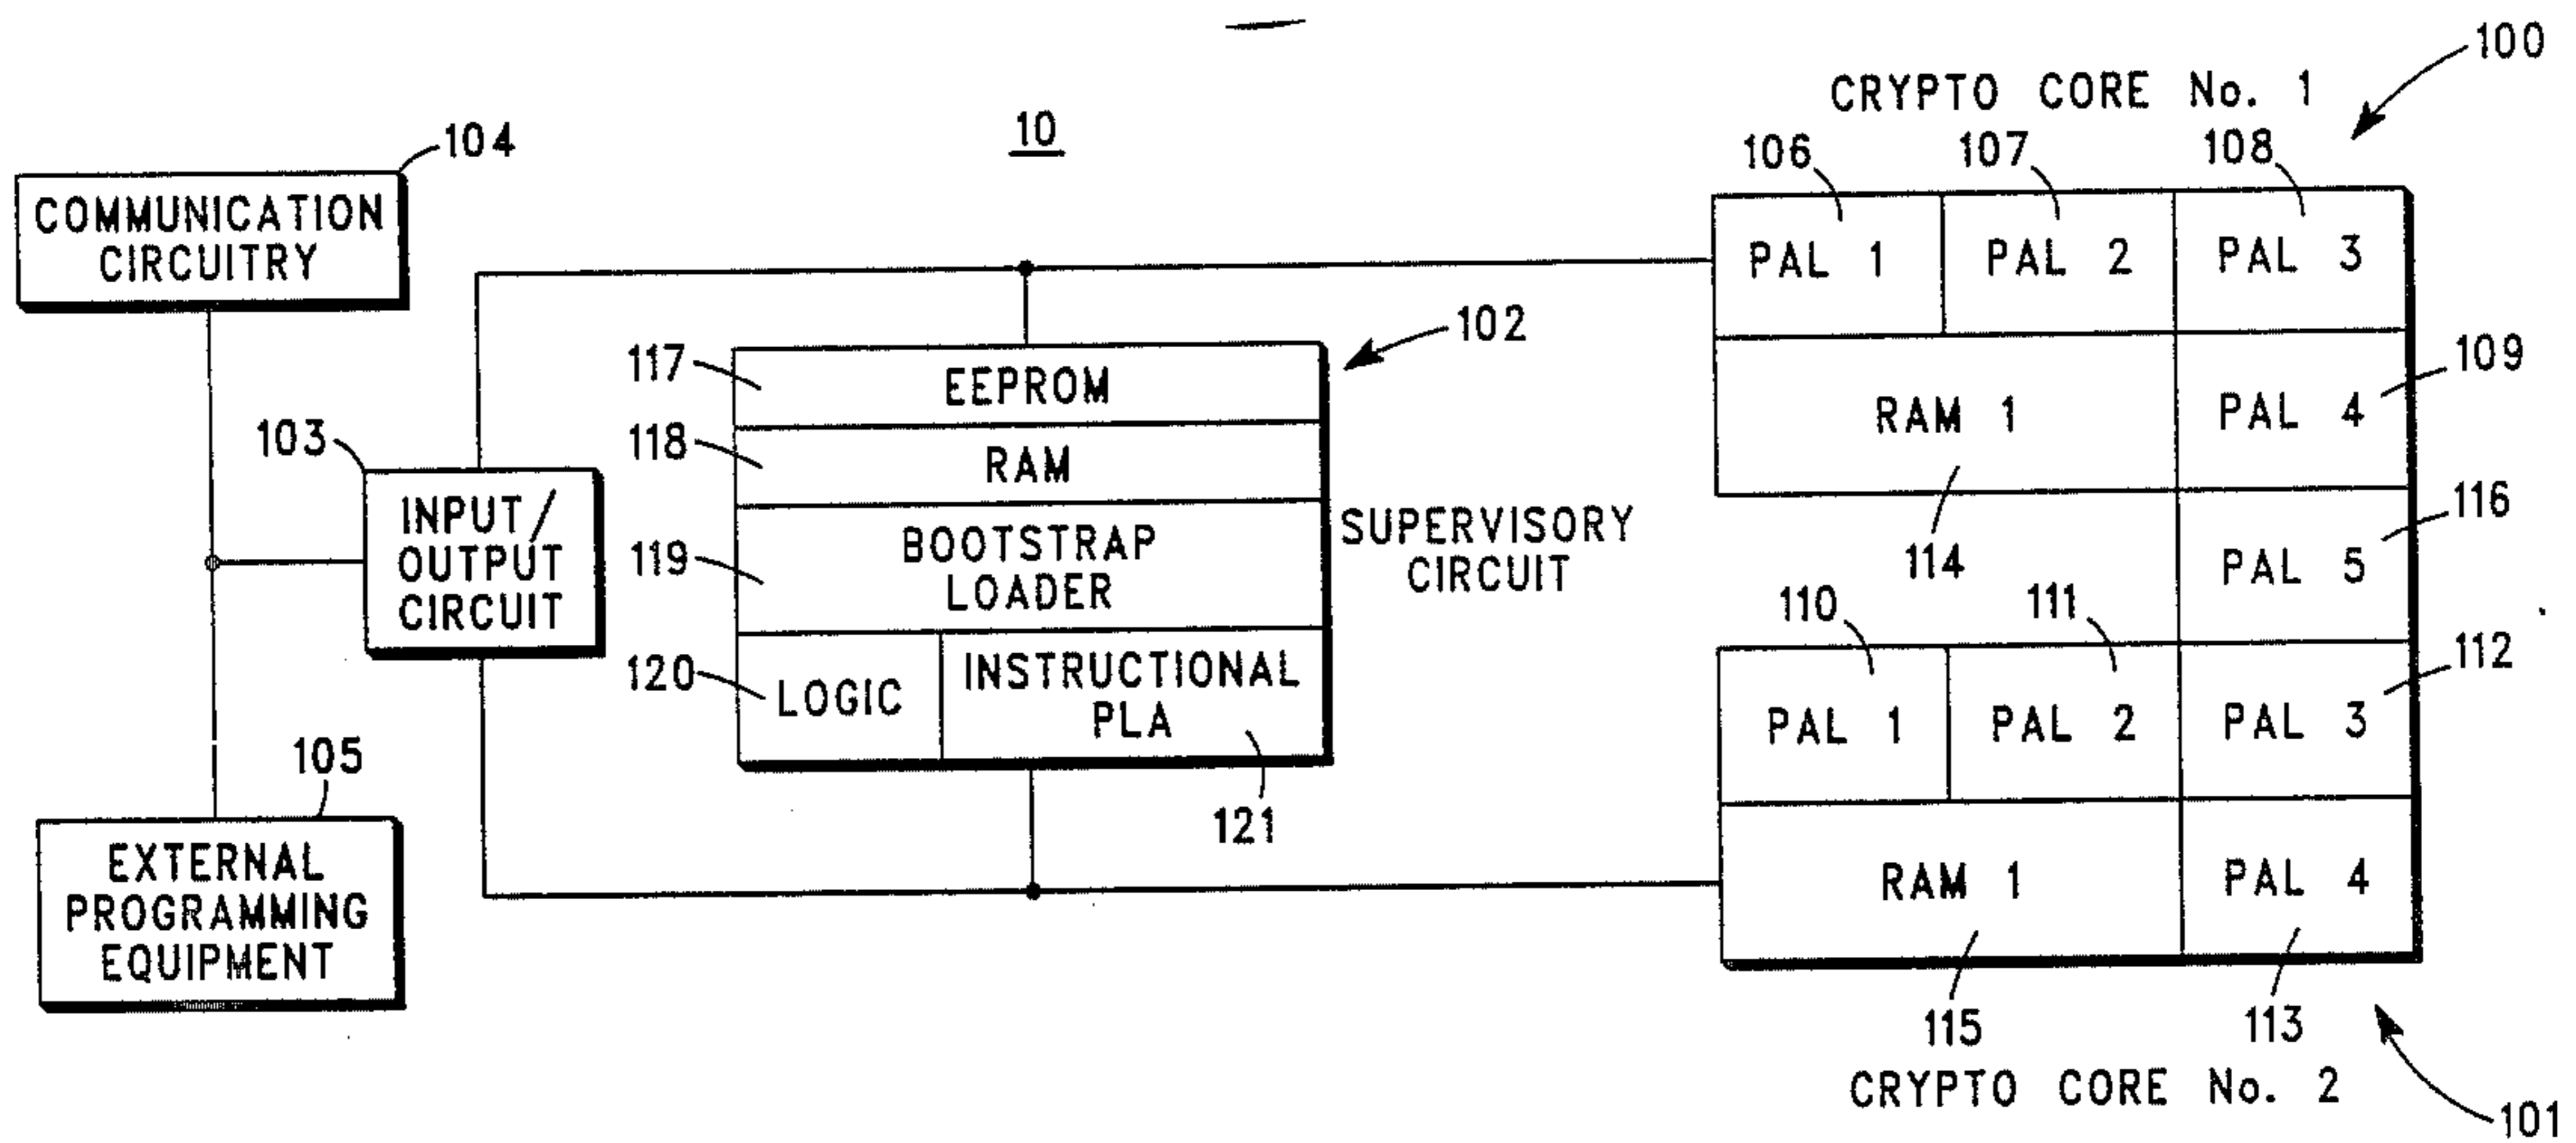 100
CRYPTO CORE No. 1
10
104
106
107
108
COMMUNICATION
CIRCUITRY
PAL 1
PAL 2
PAL 3
102
117
EEPROM
109
RAM 1
PAL 4
103
118
RAM
INPUT/
OUTPUT
CIRCUIT
119
BOOTSTRAP
LOADER
SUPERVISORY
CIRCUIT
114
116
PAL 5
110
111
112
120
LOGIC
INSTRUCTIONAL
PLA
PAL 1
PAL 2
PAL 3
105
121
EXTERNAL
PROGRAMMING
EQUIPMENT
RAM 1
PAL 4
115
113
CRYPTO CORE No. 2
101